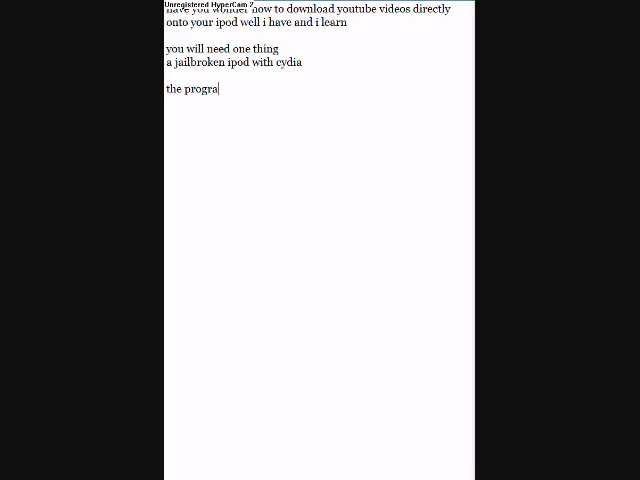 Unregistered HyperCam 2
have you wonder how to download youtube videos directly
onto your ipod well i have and i learn
you will need one thing
a jailbroken ipod with cydia
the progra